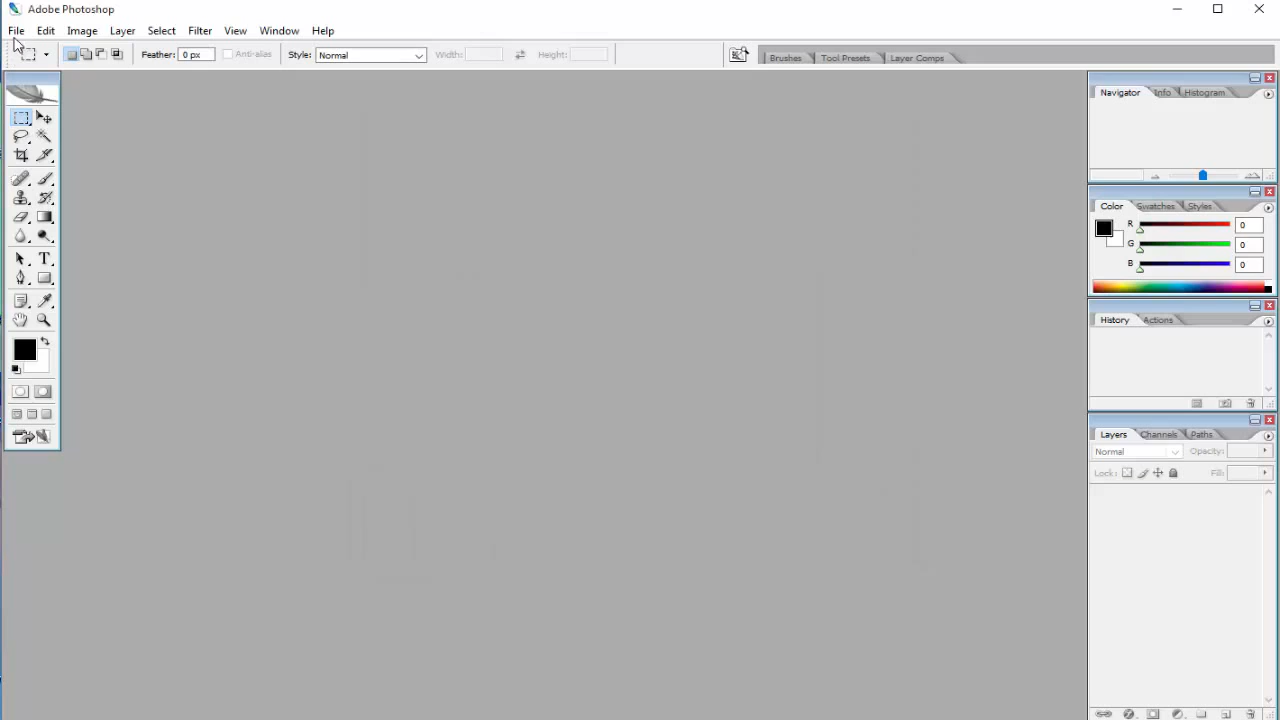 Adobe Photoshop
File Edit Image Layer Select Filter View Window Help
Feather: 0 px Anti-alias Style: Normal Width: Height: Brushes Tool Presets Layer Comps
Navigator Info Histogram
Color Swatches Styles
R 0
G 0
B 0
T
History Actions
Layers Channels Paths
Normal Opacity:
Lock: Fill: